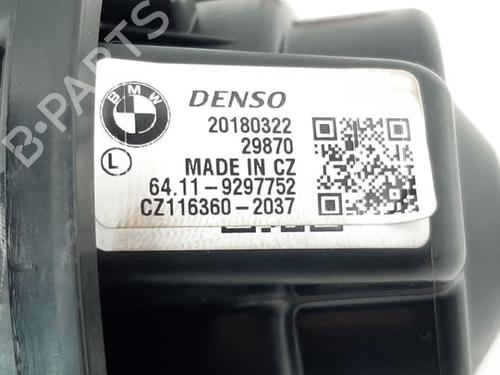 B-PARTS
BMW
DENSO
20180322
29870
L
MADE IN CZ
64.11-9297752
CZ116360-2037